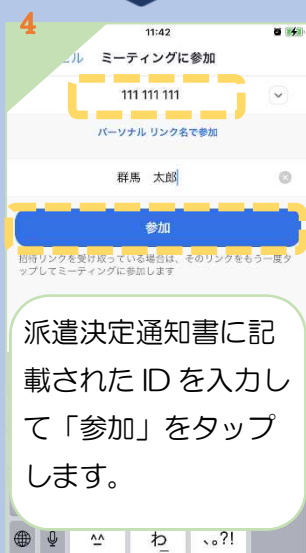 4
11:42
ル ミーティングに参加
111 111 111
パーソナル リンク名で参加
群馬 太郎
参加
招待リンクを受け取っている場合は、そのリンクをもう一度タ
ップしてミーティングに参加します
派遣決定通知書に記
載された ID を入力し
て「参加」をタップ
します。
^^ わ 、。?!